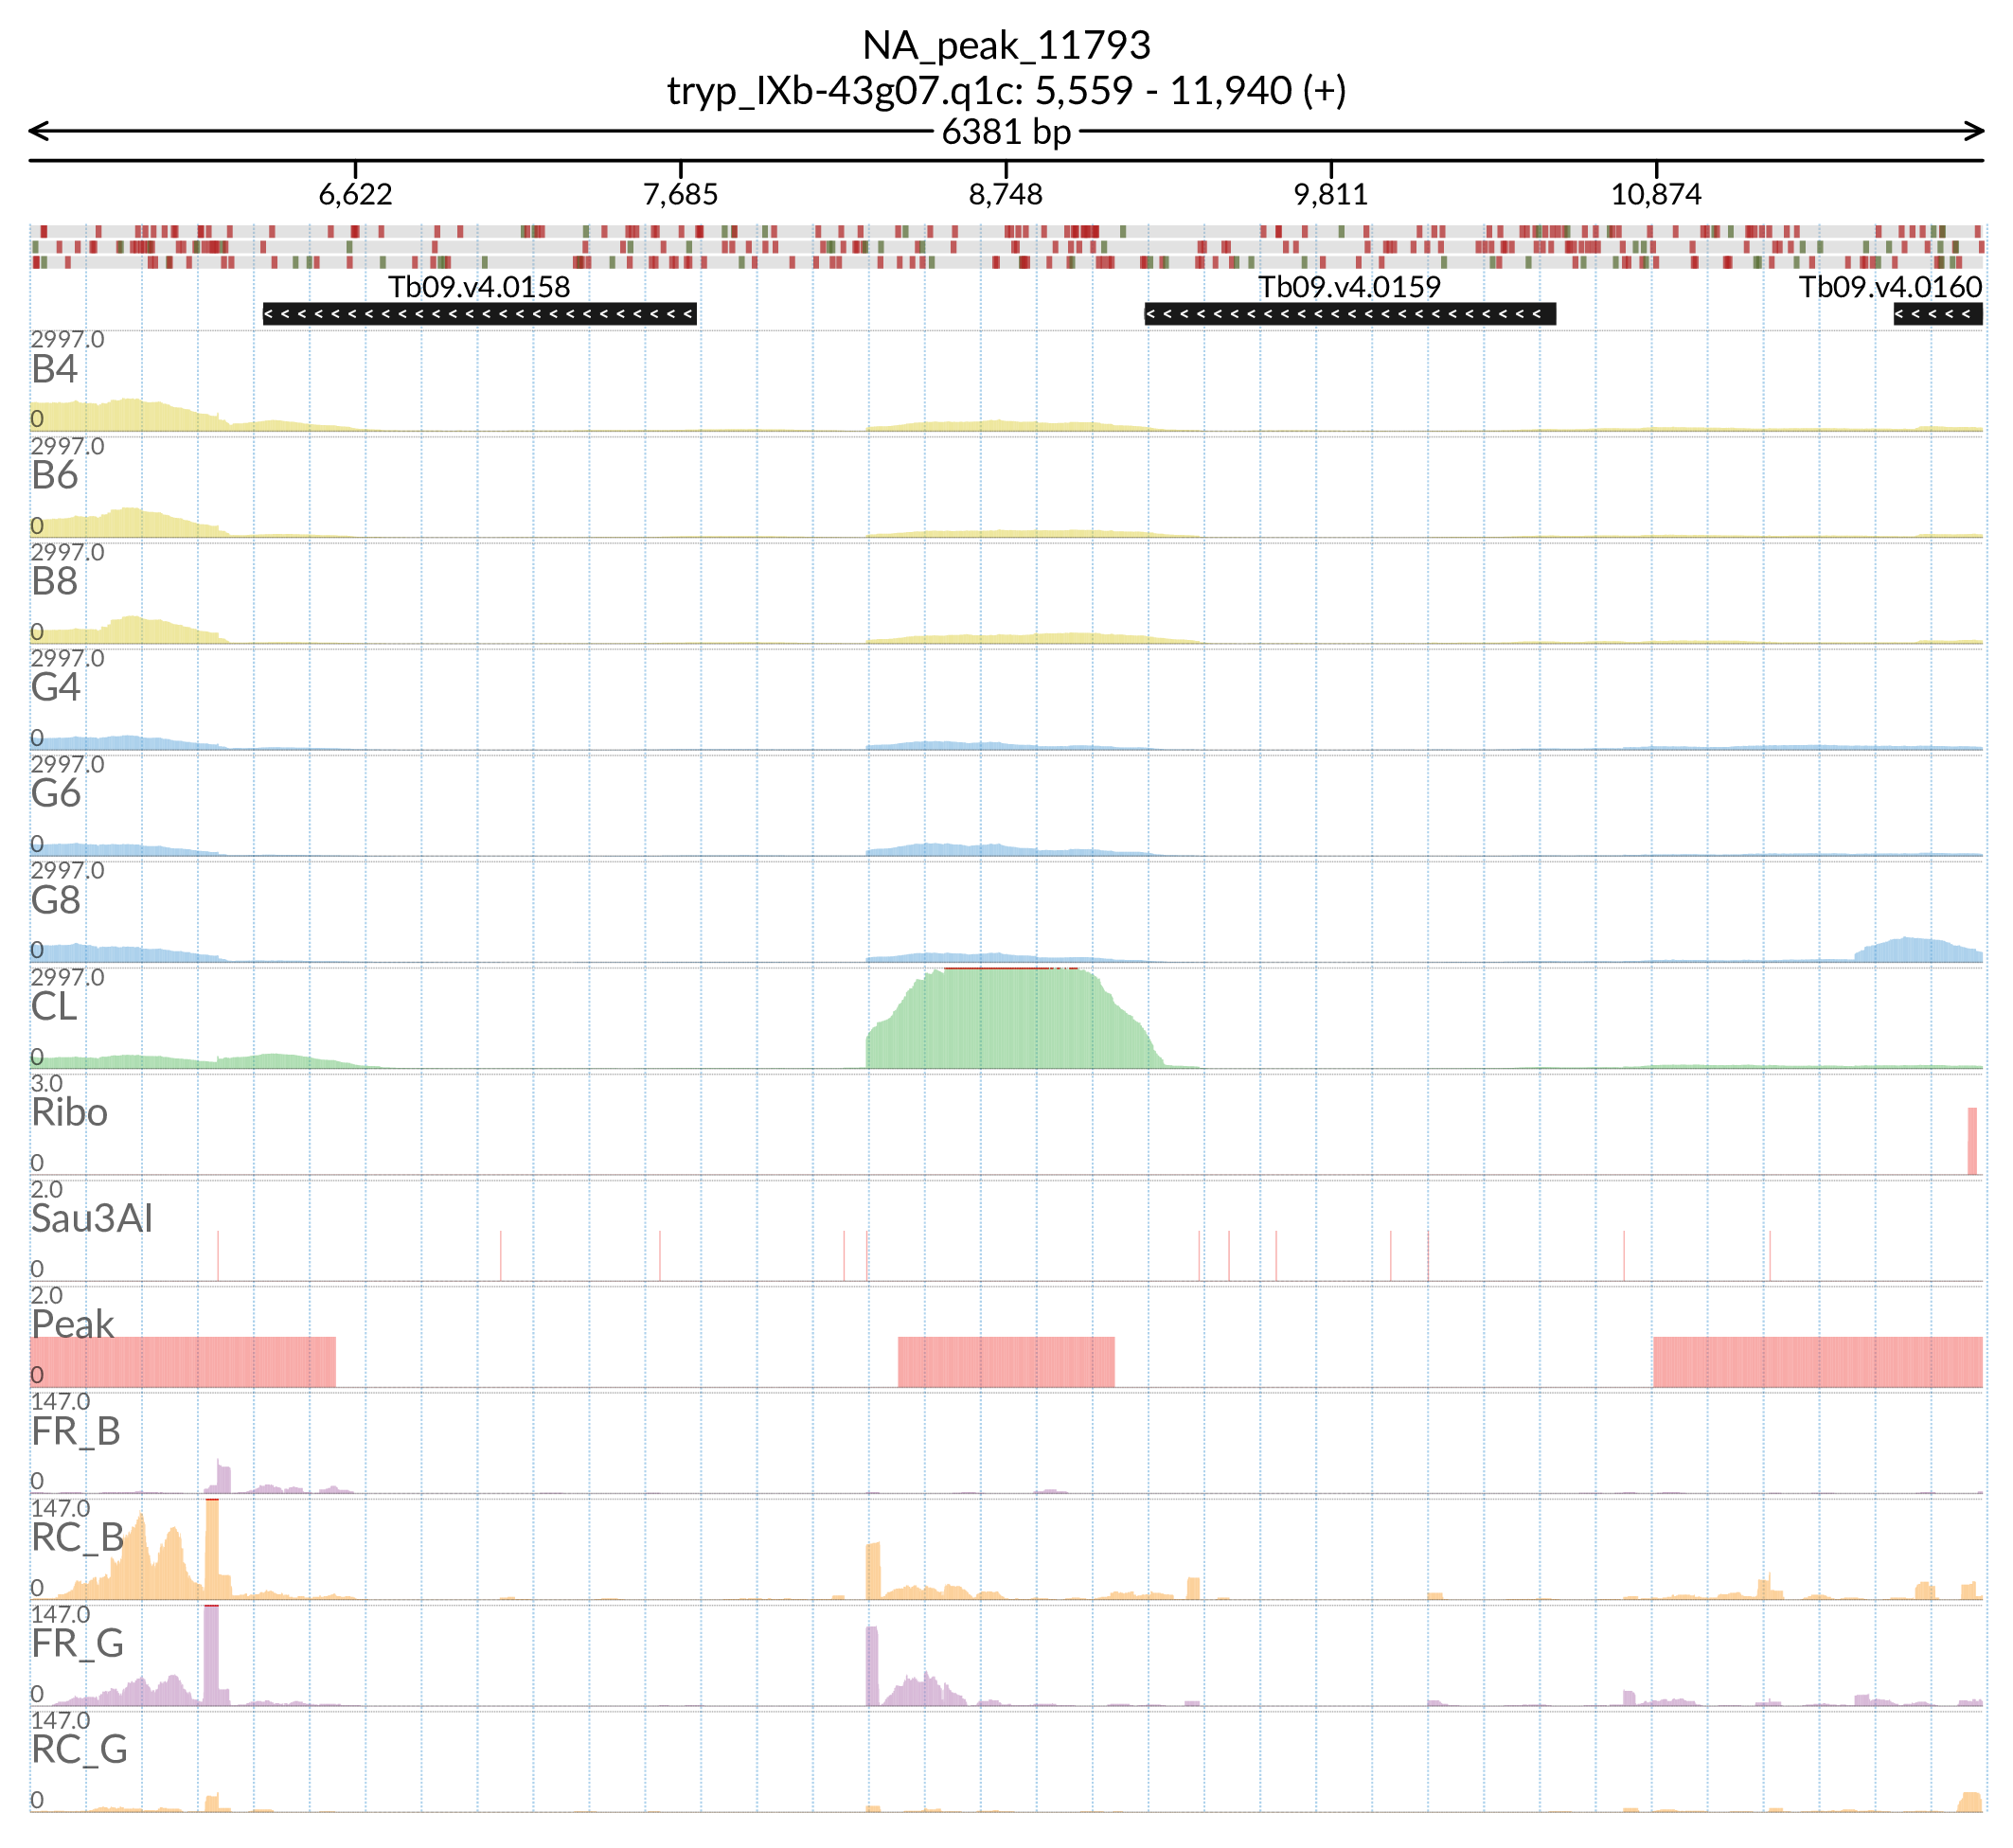 NA_peak_11793
tryp_IXb-43g07.q1c: 5,559 - 11,940 (+)
6381 bp
6,622 7,685 8,748 9,811 10,874
Tb09.v4.0158 Tb09.v4.0159 Tb09.v4.0160
2997.0
B4
0
2997.0
B6
0
2997.0
B8
0
2997.0
G4
0
2997.0
G6
0
2997.0
G8
0
2997.0
CL
0
3.0
Ribo
0
2.0
Sau3AI
0
2.0
Peak
0
147.0
FR_B
0
147.0
RC_B
0
147.0
FR_G
0
147.0
RC_G
0